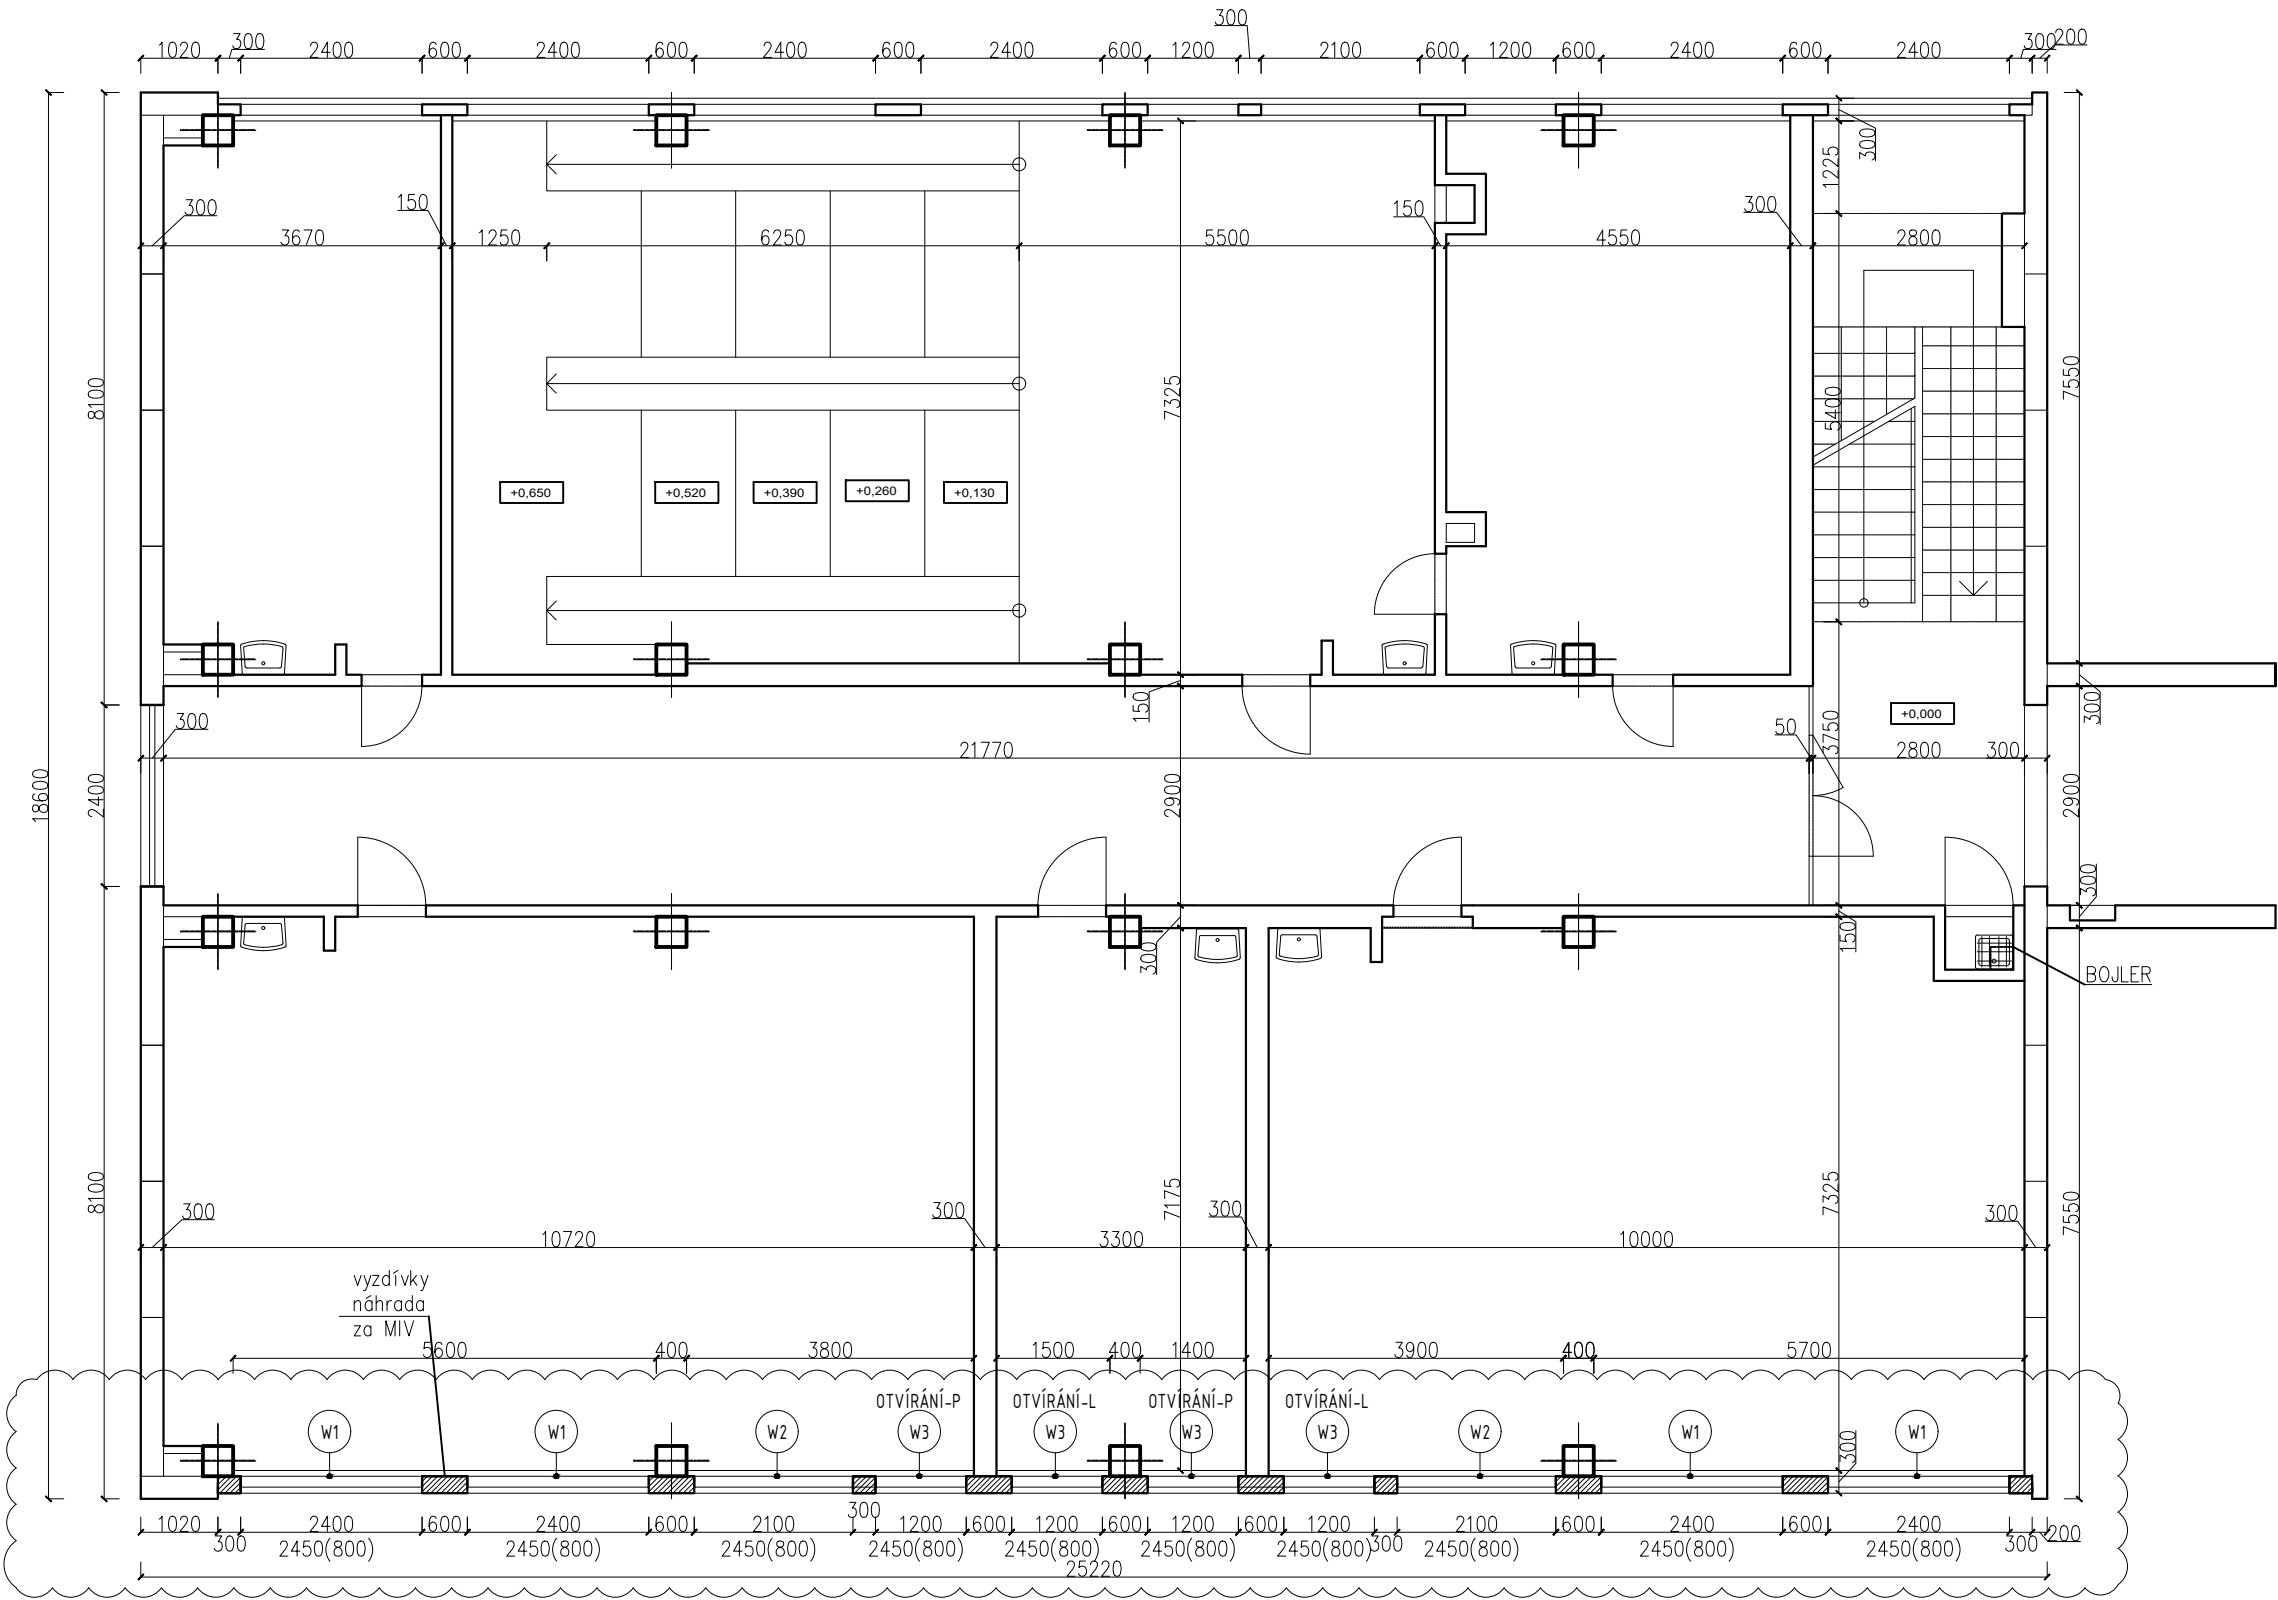 300
1020 300 2400 600 2400 600 2400 600 2400 600 1200 2100 600 1200 600 2400 600 2400 300 200
300
1225
300 150 150 300
3670 1250 6250 5500 4550 2800
8100 7325 5400 7550
+0,650 +0,520 +0,390 +0,260 +0,130
+0,000
300 150 50 3750 300
21770 2800 300
18600 2400 2900 2900
300
300 150
BOJLER
8100 7175 7325 7550
300 300 300 300
10720 3300 10000
vyzdívky
náhrada
za MIV
5600 400 3800 1500 400 1400 3900 400 5700
OTVÍRÁNÍ-P OTVÍRÁNÍ-L OTVÍRÁNÍ-P OTVÍRÁNÍ-L
W1 W1 W2 W3 W3 W3 W3 W2 W1 W1
300
300
1020 2400 600 2400 600 2100 1200 600 1200 600 1200 600 1200 2100 600 2400 600 2400 200
300 300 300
2450(800) 2450(800) 2450(800) 2450(800) 2450(800) 2450(800) 2450(800) 2450(800) 2450(800) 2450(800)
25220